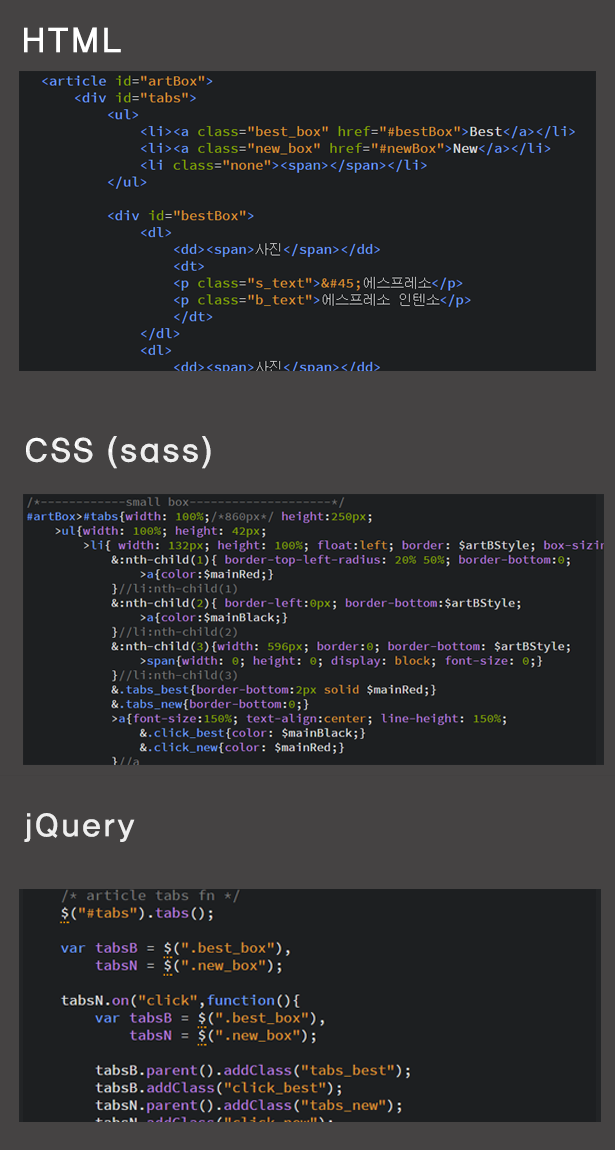 HTML
<article id="artBox">
<div id="tabs">
<ul>
<li><a class="best_box" href="#bestBox">Best</a></li>
<li><a class="new_box" href="#newBox">New</a></li>
<li class="none"><span></span></li>
</ul>
<div id="bestBox">
<dl>
<dd><span>사진</span></dd>
<dt>
<p class="s_text">&#45;에스프레소</p>
<p class="b_text">에스프레소 인텐소</p>
</dt>
</dl>
<dl>
<dd><span>사진</span></dd>
CSS (sass)
/*------------small box--------------------*/
#artBox>#tabs{width: 100%;/*860px*/ height:250px;
>ul{width: 100%; height: 42px;
>li{ width: 132px; height: 100%; float:left; border: $artBStyle; box-sizin
&:nth-child(1){ border-top-left-radius: 20% 50%; border-bottom:0;
>a{color:$mainRed;}
}//li:nth-child(1)
&:nth-child(2){ border-left:0px; border-bottom:$artBStyle;
>a{color:$mainBlack;}
}//li:nth-child(2)
&:nth-child(3){width: 596px; border:0; border-bottom: $artBStyle;
>span{width: 0; height: 0; display: block; font-size: 0;}
}//li:nth-child(3)
&.tabs_best{border-bottom:2px solid $mainRed;}
&.tabs_new{border-bottom:0;}
>a{font-size:150%; text-align:center; line-height: 150%;
&.click_best{color: $mainBlack;}
&.click_new{color: $mainRed;}
}//a
jQuery
/* article tabs fn */
$("#tabs").tabs();
var tabsB = $(".best_box"),
tabsN = $(".new_box");
tabsN.on("click",function(){
var tabsB = $(".best_box"),
tabsN = $(".new_box");
tabsB.parent().addClass("tabs_best");
tabsB.addClass("click_best");
tabsN.parent().addClass("tabs_new");
tabsN.addClass("click_new");